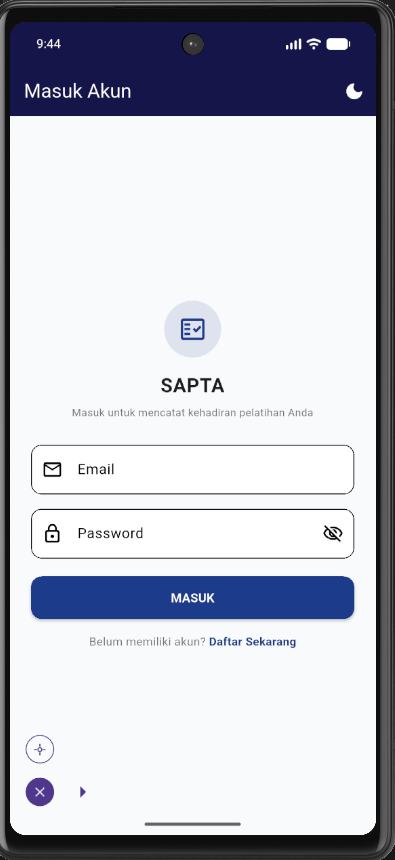 9:44
Masuk Akun
SAPTA
Masuk untuk mencatat kehadiran pelatihan Anda
Email
Password
MASUK
Belum memiliki akun? Daftar Sekarang